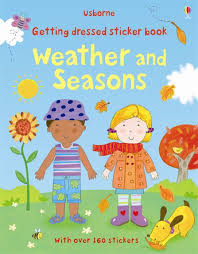 Usborne
Getting dressed sticker book
Weather and
Seasons
With over 160 stickers